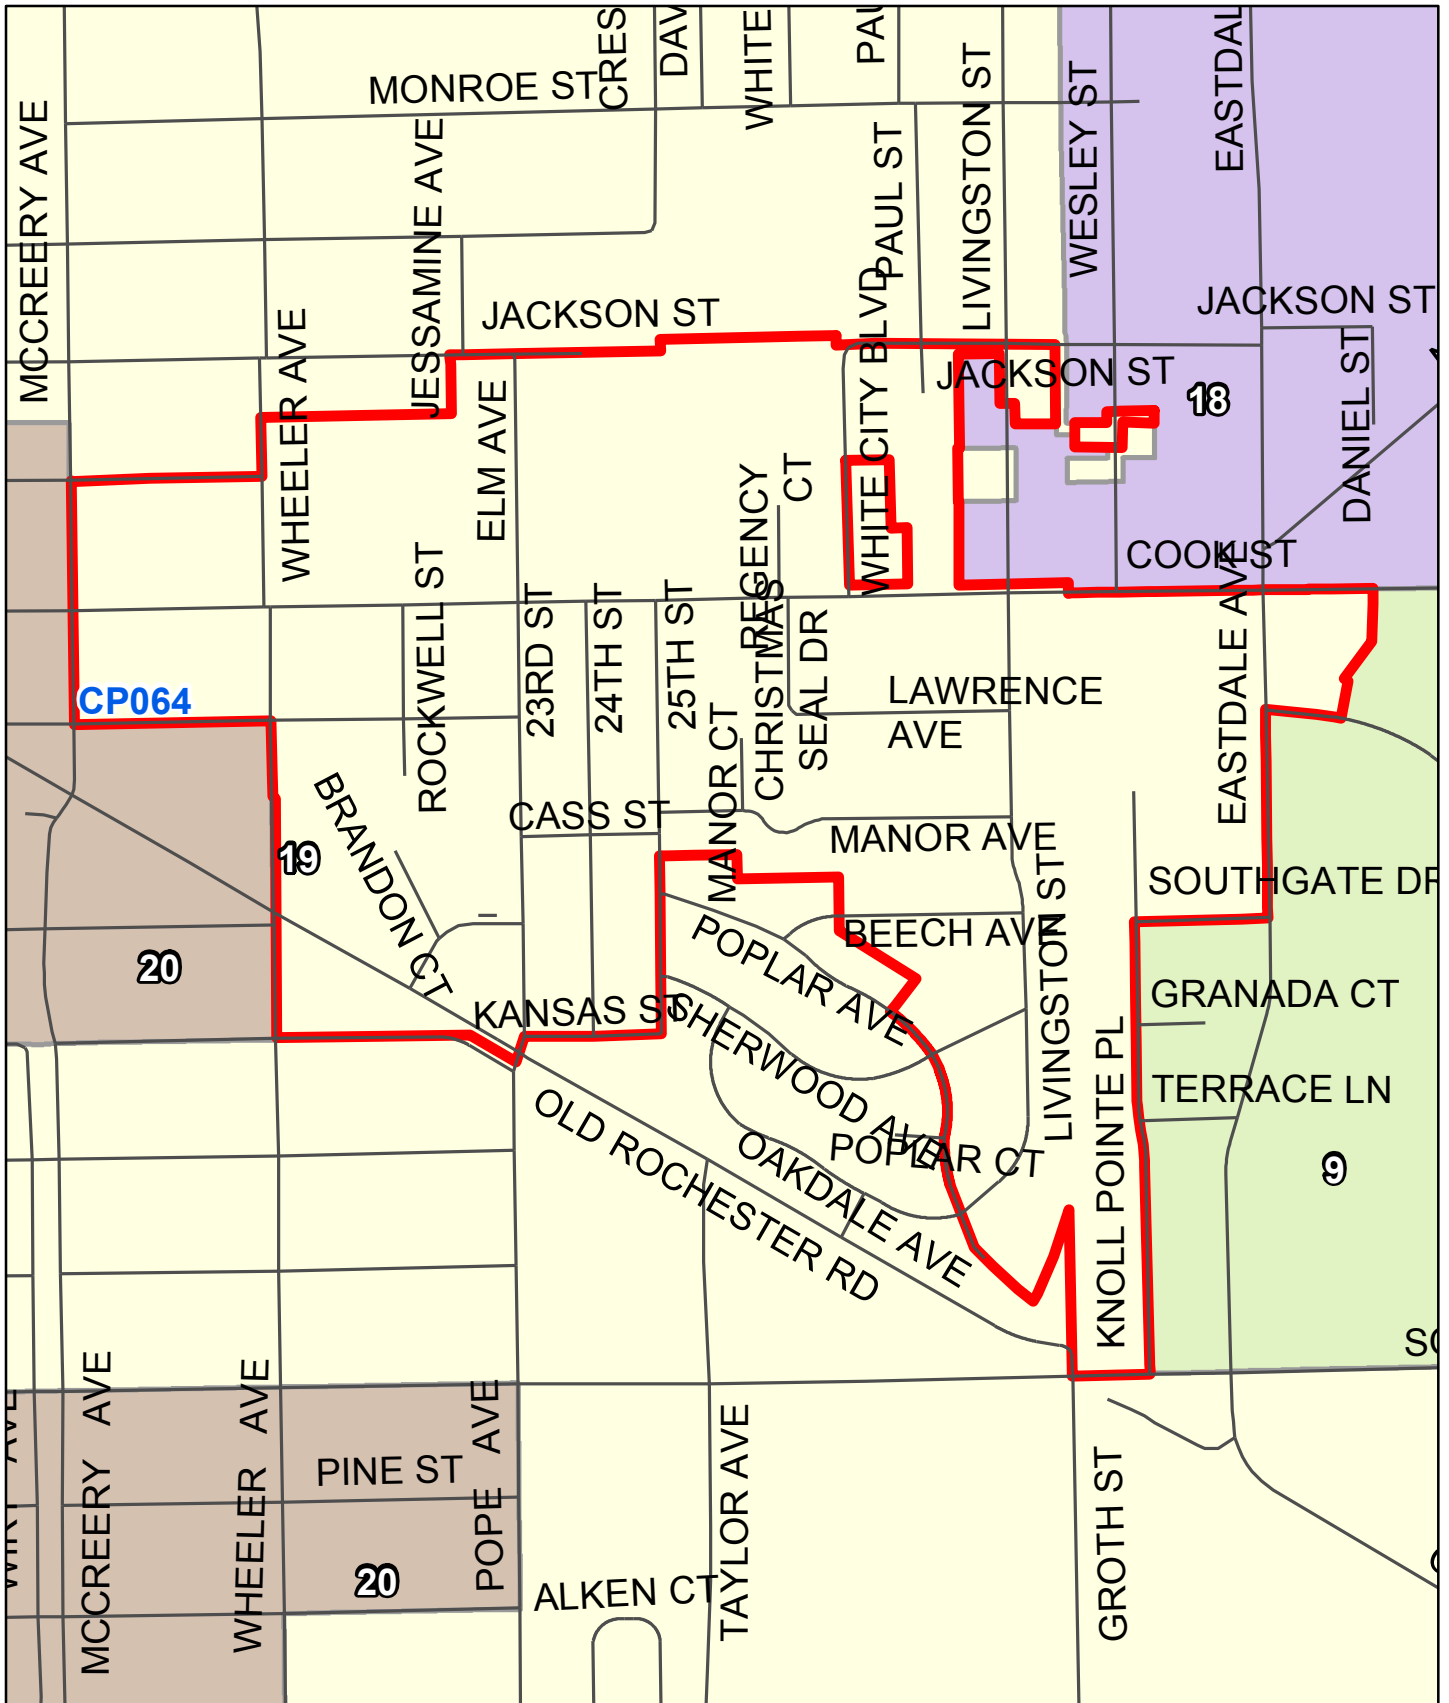 CRES
DAV
WHITE
PAU
EASTDAL
MONROE ST
MCCREERY AVE
JESSAMINE AVE
PAUL ST
LIVINGSTON ST
WESLEY ST
JACKSON ST
JACKSON ST
WHEELER AVE
WHITE CITY BLVD
JACKSON ST
18
DANIEL ST
ELM AVE
REGENCY
CT
COOK ST
ROCKWELL ST
23RD ST
24TH ST
25TH ST
CHRISTMAS
SEAL DR
LAWRENCE
AVE
EASTDALE AVE
CP064
MANOR CT
BRANDON CT
CASS ST
MANOR AVE
19
LIVINGSTON ST
SOUTHGATE DR
POPLAR AVE
BEECH AVE
20
KANSAS ST
GRANADA CT
SHERWOOD AVE
TERRACE LN
KNOLL POINTE PL
OLD ROCHESTER RD
OAKDALE AVE
POPLAR CT
9
SO
MCCREERY AVE
WHEELER AVE
POPE AVE
TAYLOR AVE
GROTH ST
PINE ST
20
ALKEN CT